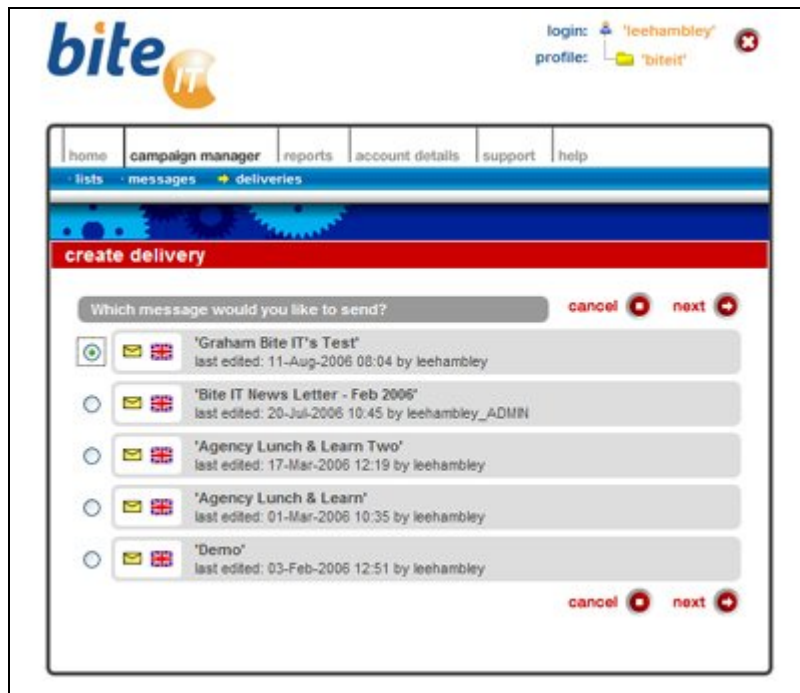 bite IT
login: 'leehambley'
profile: 'biteit'
home campaign manager reports account details support help
lists messages deliveries
create delivery
Which message would you like to send? cancel next
'Graham Bite IT's Test'
last edited: 11-Aug-2006 08:04 by leehambley
'Bite IT News Letter - Feb 2006'
last edited: 20-Jul-2006 10:45 by leehambley_ADMIN
'Agency Lunch & Learn Two'
last edited: 17-Mar-2006 12:19 by leehambley
'Agency Lunch & Learn'
last edited: 01-Mar-2006 10:35 by leehambley
'Demo'
last edited: 03-Feb-2006 12:51 by leehambley
cancel next